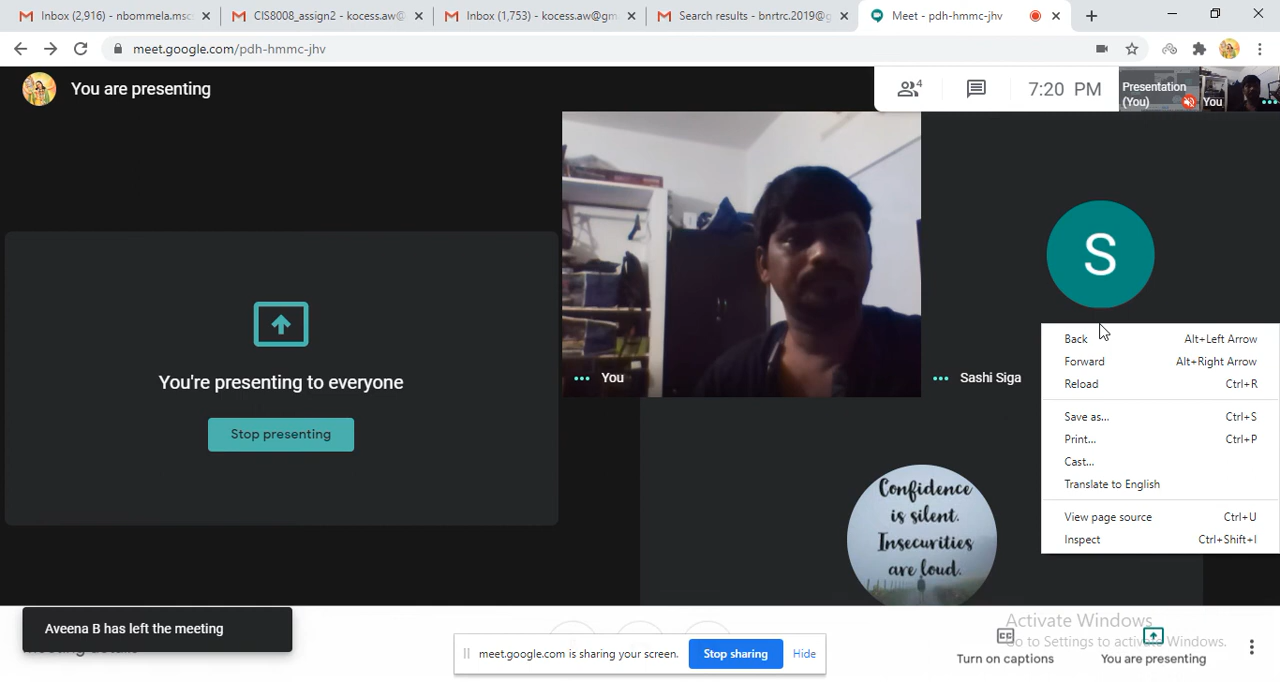 Inbox (2,916) - nbommela.msc
CIS8008_assign2 - kocess.aw@
Inbox (1,753) - kocess.aw@gm
Search results - bnrtrc.2019@g
Meet - pdh-hmmc-jhv
meet.google.com/pdh-hmmc-jhv
You are presenting
4
7:20 PM
Presentation
(You)
You
You're presenting to everyone
Stop presenting
You
S
Sashi Siga
Back Alt+Left Arrow
Forward Alt+Right Arrow
Reload Ctrl+R
Save as... Ctrl+S
Print... Ctrl+P
Cast...
Translate to English
View page source Ctrl+U
Inspect Ctrl+Shift+I
Confidence
is silent.
Insecurities
are loud.
Aveena B has left the meeting
meet.google.com is sharing your screen.
Stop sharing
Hide
Activate Windows
Go to Settings to activate Windows.
CC
Turn on captions
You are presenting